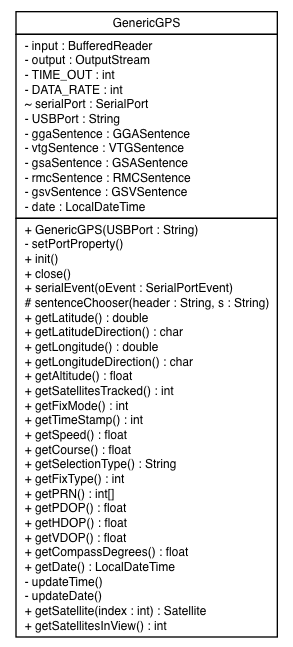 GenericGPS
- input : BufferedReader
- output : OutputStream
- TIME_OUT : int
- DATA_RATE : int
~ serialPort : SerialPort
- USBPort : String
- ggaSentence : GGASentence
- vtgSentence : VTGSentence
- gsaSentence : GSASentence
- rmcSentence : RMCSentence
- gsvSentence : GSVSentence
- date : LocalDateTime
+ GenericGPS(USBPort : String)
- setPortProperty()
+ init()
+ close()
+ serialEvent(oEvent : SerialPortEvent)
# sentenceChooser(header : String, s : String)
+ getLatitude() : double
+ getLatitudeDirection() : char
+ getLongitude() : double
+ getLongitudeDirection() : char
+ getAltitude() : float
+ getSatellitesTracked() : int
+ getFixMode() : int
+ getTimeStamp() : int
+ getSpeed() : float
+ getCourse() : float
+ getSelectionType() : String
+ getFixType() : int
+ getPRN() : int[]
+ getPDOP() : float
+ getHDOP() : float
+ getVDOP() : float
+ getCompassDegrees() : float
+ getDate() : LocalDateTime
- updateTime()
- updateDate()
+ getSatellite(index : int) : Satellite
+ getSatellitesInView() : int